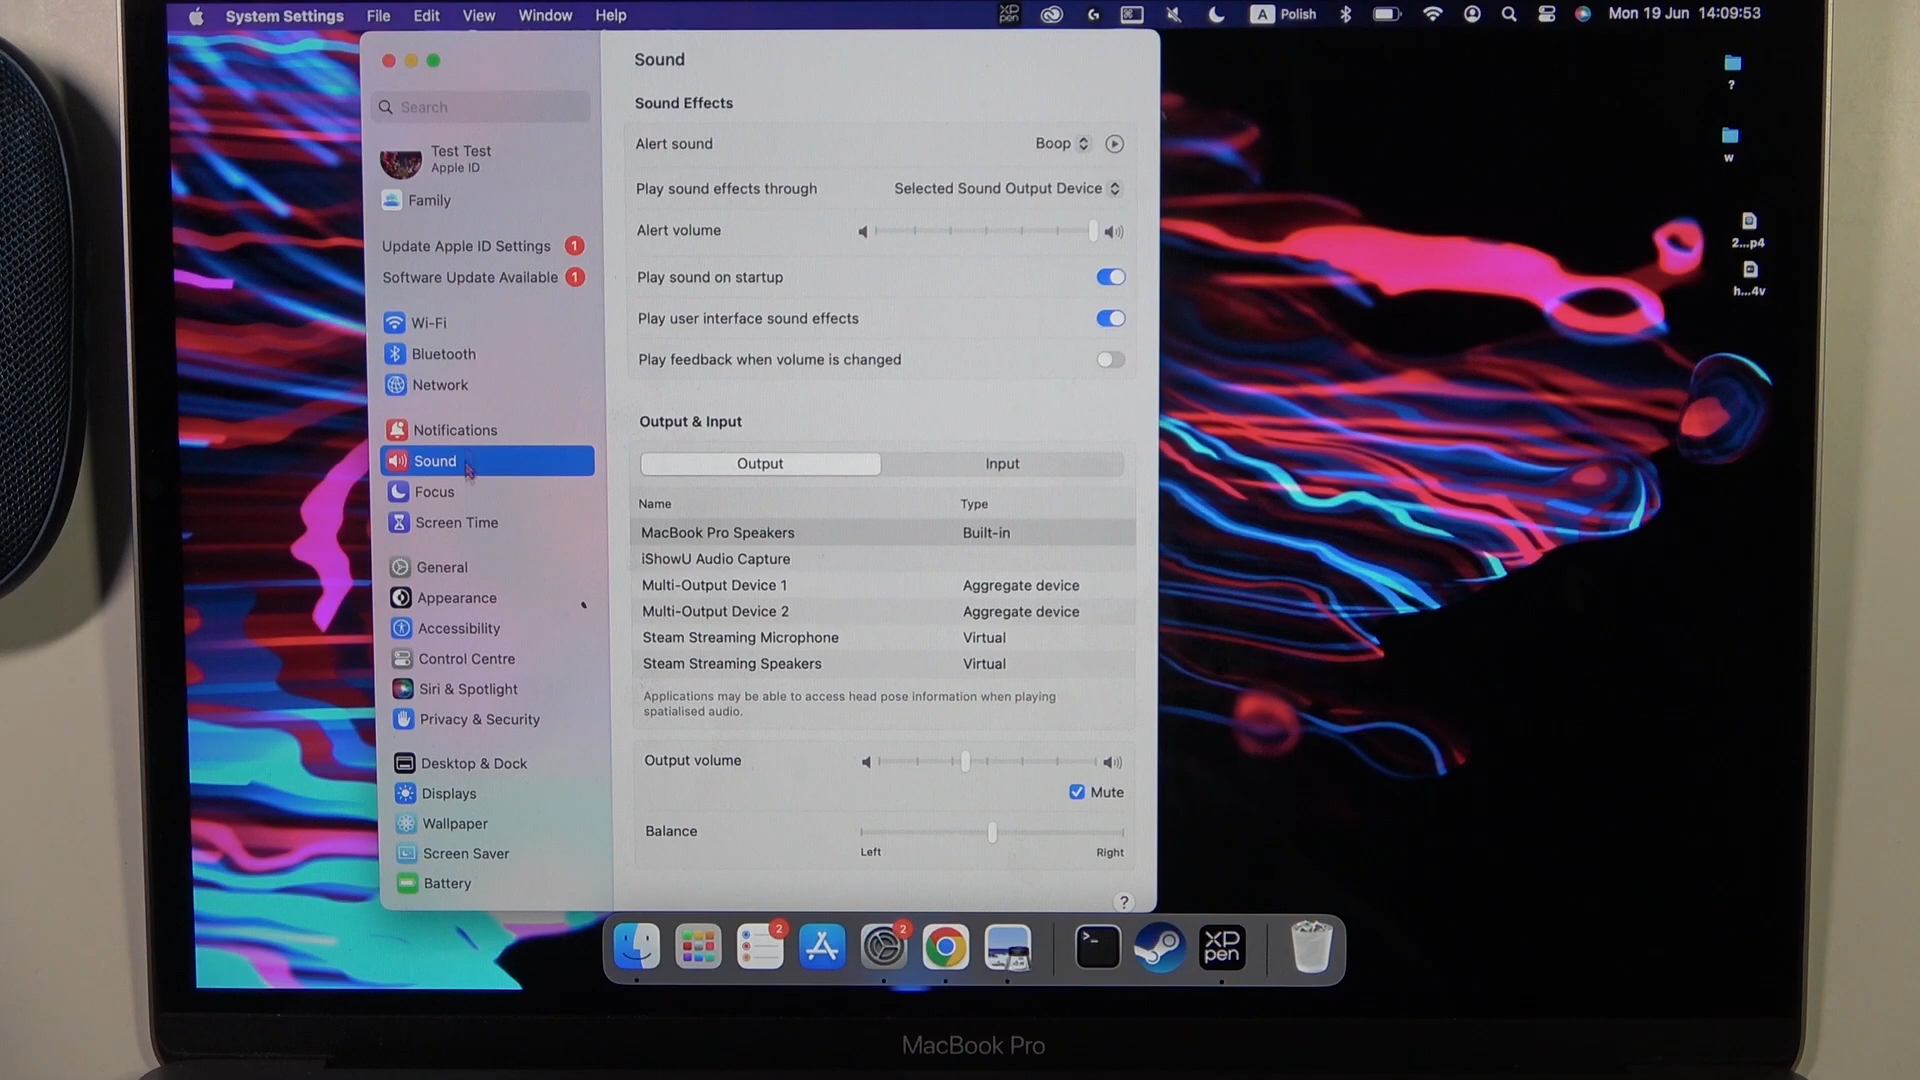 System Settings File Edit View Window Help
XP pen
A Polish
Mon 19 Jun 14:09:53
Search
Test Test
Apple ID
Family
Update Apple ID Settings 1
Software Update Available 1
Wi-Fi
Bluetooth
Network
Notifications
Sound
Focus
Screen Time
General
Appearance
Accessibility
Control Centre
Siri & Spotlight
Privacy & Security
Desktop & Dock
Displays
Wallpaper
Screen Saver
Battery
Sound
Sound Effects
Alert sound Boop
Play sound effects through Selected Sound Output Device
Alert volume
Play sound on startup
Play user interface sound effects
Play feedback when volume is changed
Output & Input
Output Input
Name Type
MacBook Pro Speakers Built-in
iShowU Audio Capture
Multi-Output Device 1 Aggregate device
Multi-Output Device 2 Aggregate device
Steam Streaming Microphone Virtual
Steam Streaming Speakers Virtual
Applications may be able to access head pose information when playing
spatialised audio.
Output volume
Mute
Balance
Left Right
?
?
w
2...p4
h...4v
2
2
XP
pen
MacBook Pro